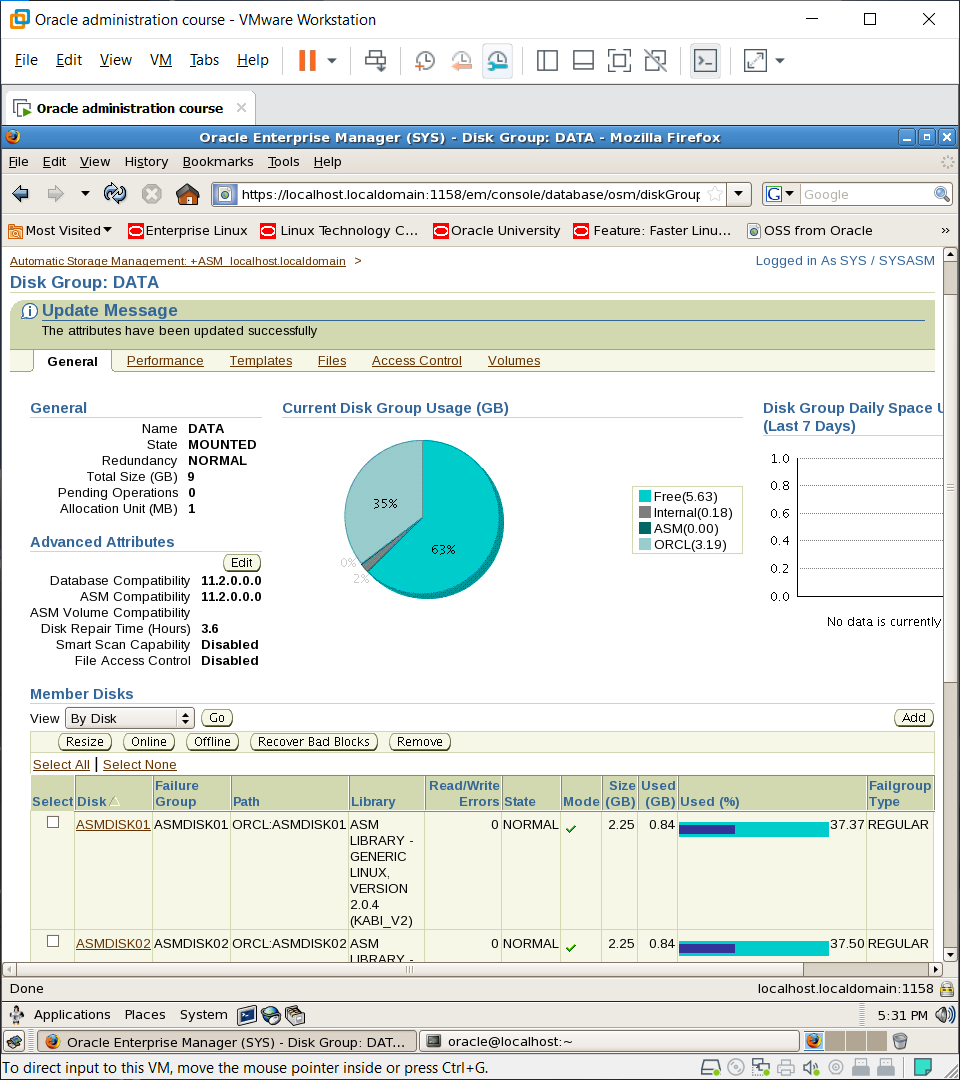 Oracle administration course - VMware Workstation
File Edit View VM Tabs Help
Oracle administration course
Oracle Enterprise Manager (SYS) - Disk Group: DATA - Mozilla Firefox
File Edit View History Bookmarks Tools Help
https://localhost.localdomain:1158/em/console/database/osm/diskGroup
G Google
Most Visited Enterprise Linux Linux Technology C... Oracle University Feature: Faster Linu... OSS from Oracle »
Automatic Storage Management: +ASM_localhost.localdomain >
Logged in As SYS / SYSASM
Disk Group: DATA
Update Message
The attributes have been updated successfully
General Performance Templates Files Access Control Volumes
General
Name DATA
State MOUNTED
Redundancy NORMAL
Total Size (GB) 9
Pending Operations 0
Allocation Unit (MB) 1
Advanced Attributes
Edit
Database Compatibility 11.2.0.0.0
ASM Compatibility 11.2.0.0.0
ASM Volume Compatibility
Disk Repair Time (Hours) 3.6
Smart Scan Capability Disabled
File Access Control Disabled
Current Disk Group Usage (GB)
35%
63%
0%
2%
Free(5.63)
Internal(0.18)
ASM(0.00)
ORCL(3.19)
Disk Group Daily Space U
(Last 7 Days)
1.0
0.8
0.6
0.4
0.2
0.0
No data is currently
Member Disks
View By Disk Go Add
Resize Online Offline Recover Bad Blocks Remove
Select All | Select None
Select Disk Failure Group Path Library Read/Write Errors State Mode Size (GB) Used (GB) Used (%) Failgroup Type
ASMDISK01 ASMDISK01 ORCL:ASMDISK01 ASM 0 NORMAL 2.25 0.84 37.37 REGULAR
LIBRARY -
GENERIC
LINUX,
VERSION
2.0.4
(KABI_V2)
ASMDISK02 ASMDISK02 ORCL:ASMDISK02 ASM 0 NORMAL 2.25 0.84 37.50 REGULAR
LIBRARY -
Done
localhost.localdomain:1158
Applications Places System
5:31 PM
Oracle Enterprise Manager (SYS) - Disk Group: DAT...
oracle@localhost:~
To direct input to this VM, move the mouse pointer inside or press Ctrl+G.